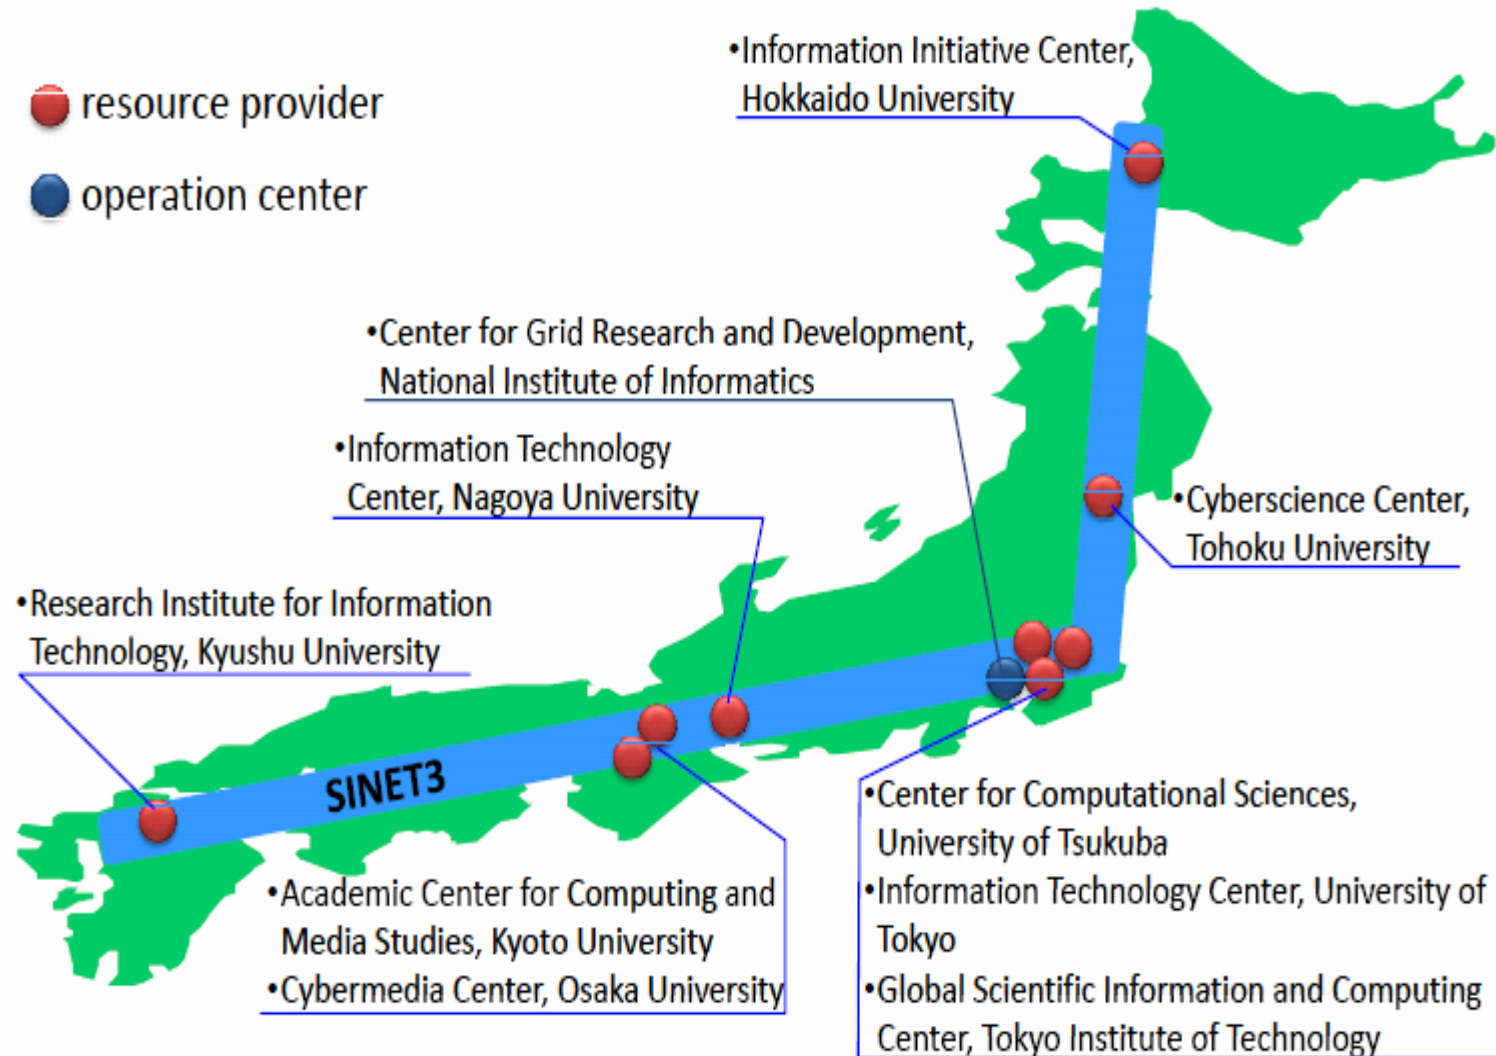 •Information Initiative Center,
Hokkaido University
resource provider
operation center
•Center for Grid Research and Development,
National Institute of Informatics
•Information Technology
Center, Nagoya University
•Cyberscience Center,
Tohoku University
•Research Institute for Information
Technology, Kyushu University
SINET3
•Center for Computational Sciences,
University of Tsukuba
•Information Technology Center, University of
Tokyo
•Global Scientific Information and Computing
Center, Tokyo Institute of Technology
•Academic Center for Computing and
Media Studies, Kyoto University
•Cybermedia Center, Osaka University